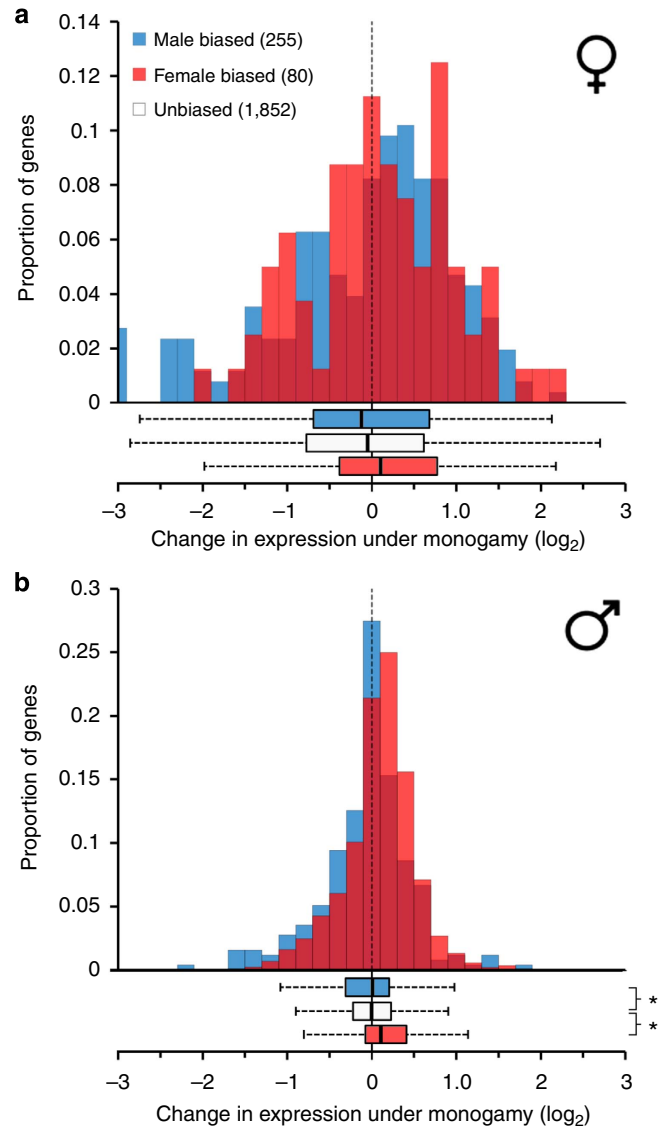 a
0.14
0.12
0.1
0.08
0.06
0.04
0.02
0
Proportion of genes
Male biased (255)
Female biased (80)
Unbiased (1,852)
♀
–3 –2 –1 0 1.0 2 3
Change in expression under monogamy (log2)
b
0.3
0.25
0.2
0.15
0.1
0.05
0
Proportion of genes
♂
*
*
–3 –2 –1 0 1.0 2 3
Change in expression under monogamy (log2)